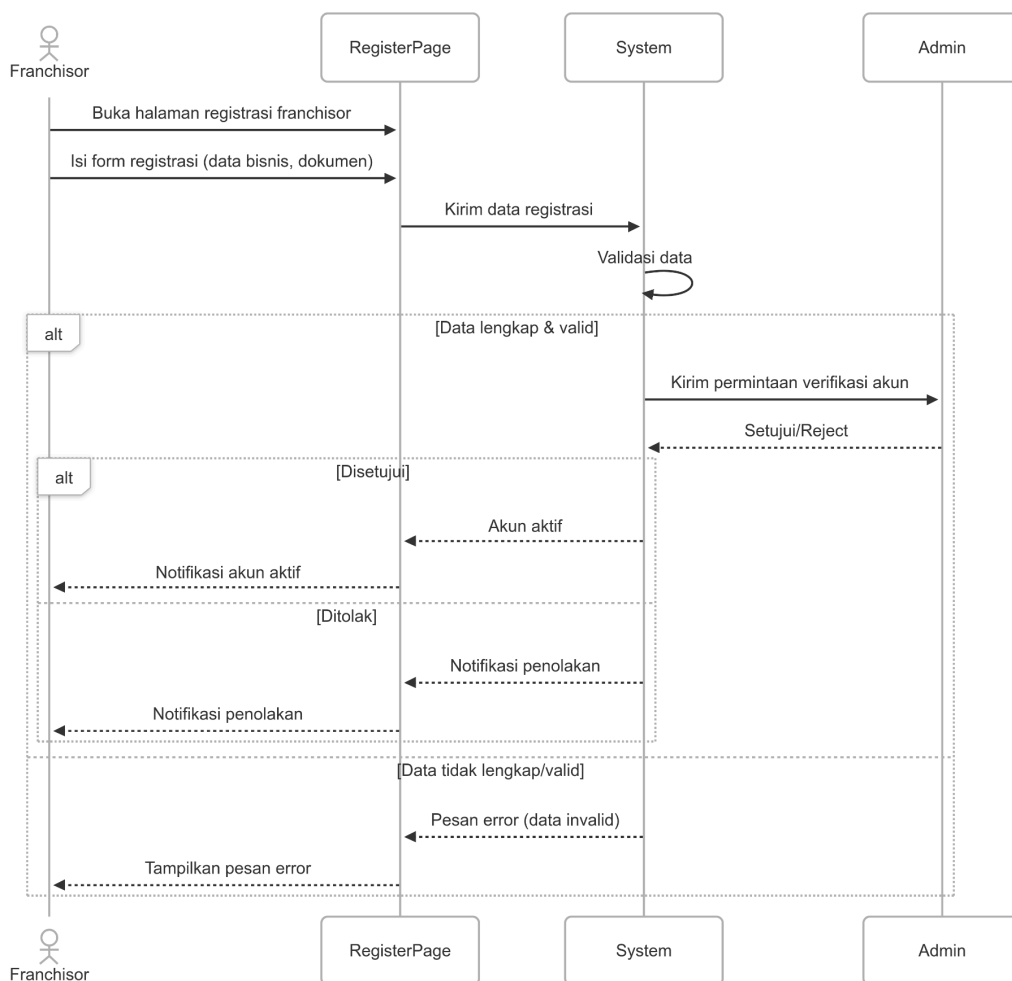 Franchisor
RegisterPage
System
Admin
Buka halaman registrasi franchisor
Isi form registrasi (data bisnis, dokumen)
Kirim data registrasi
Validasi data
alt
[Data lengkap & valid]
Kirim permintaan verifikasi akun
Setujui/Reject
alt
[Disetujui]
Akun aktif
Notifikasi akun aktif
[Ditolak]
Notifikasi penolakan
Notifikasi penolakan
[Data tidak lengkap/valid]
Pesan error (data invalid)
Tampilkan pesan error
Franchisor
RegisterPage
System
Admin